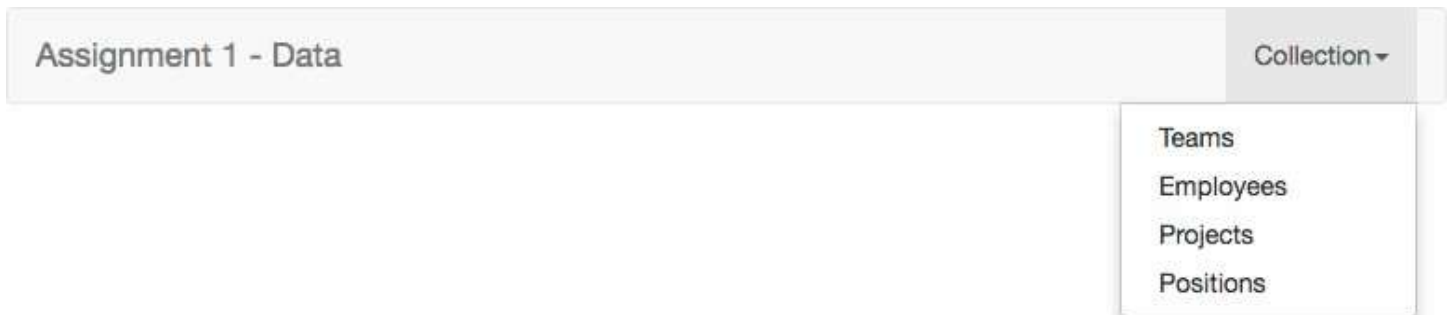 Assignment 1 - Data
Collection
Teams
Employees
Projects
Positions